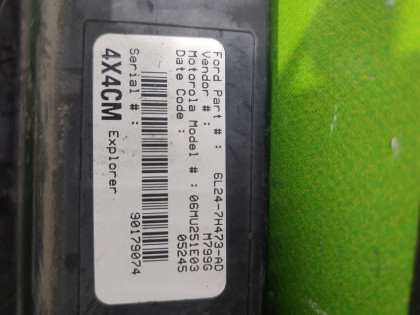 Ford Part # : 6L24-7H473-AD
Vendor # : M799G
Motorola Model # : 06MU251E03
Date Code : 05245
Serial # : 90179074
4X4CM Explorer